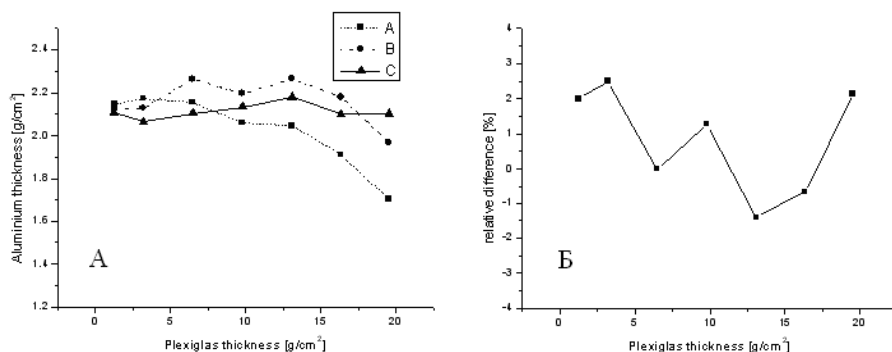 A
B
C
2.4
2.2
2.0
1.8
1.6
1.4
1.2
Aluminium thickness [g/cm²]
A
0
5
10
15
20
Plexiglas thickness [g/cm²]
4
3
2
1
0
-1
-2
-3
-4
relative difference [%]
Б
0
5
10
15
20
Plexiglas thickness [g/cm²]